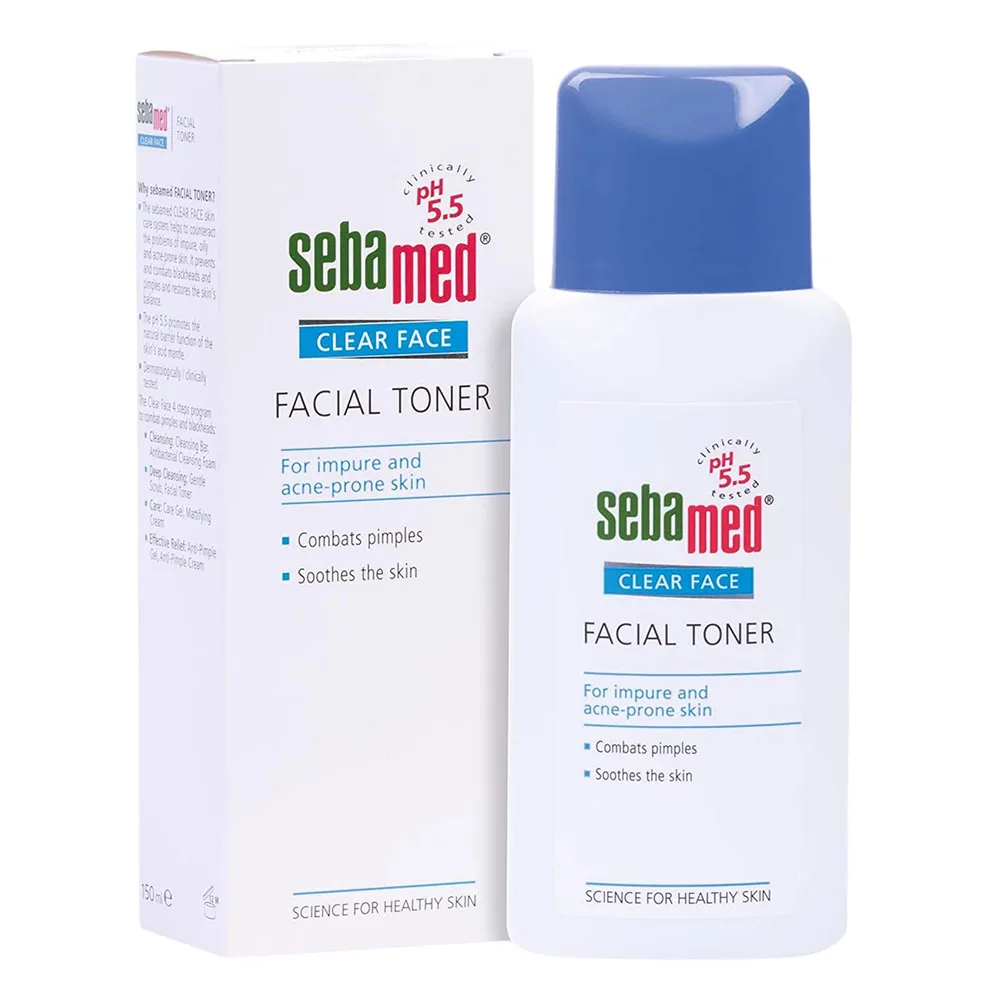 sebamed®
CLEAR FACE
FACIAL
TONER
Why sebamed FACIAL TONER?
▪ The sebamed CLEAR FACE skin
care system helps to counteract
the problems of impure, oily
and acne-prone skin. It prevents
and combats blackheads and
pimples and restores the skin's
balance.
▪ The pH 5.5 promotes the
natural barrier function of the
skin's acid mantle.
▪ Dermatologically / clinically
tested.
The Clear Face 4 steps program
to combat pimples and blackheads:
▪ Cleansing: Cleansing Bar,
Antibacterial Cleansing Foam
▪ Deep Cleansing: Gentle
Scrub, Facial Toner
▪ Care: Care Gel, Mattifying
Cream
▪ Effective Relief: Anti-Pimple
Gel, Anti-Pimple Cream
150 ml ℮
12 M
clinically
pH
5.5
tested
sebamed®
CLEAR FACE
FACIAL TONER
For impure and
acne-prone skin
▪ Combats pimples
▪ Soothes the skin
SCIENCE FOR HEALTHY SKIN
clinically
pH
5.5
tested
sebamed®
CLEAR FACE
FACIAL TONER
For impure and
acne-prone skin
▪ Combats pimples
▪ Soothes the skin
SCIENCE FOR HEALTHY SKIN